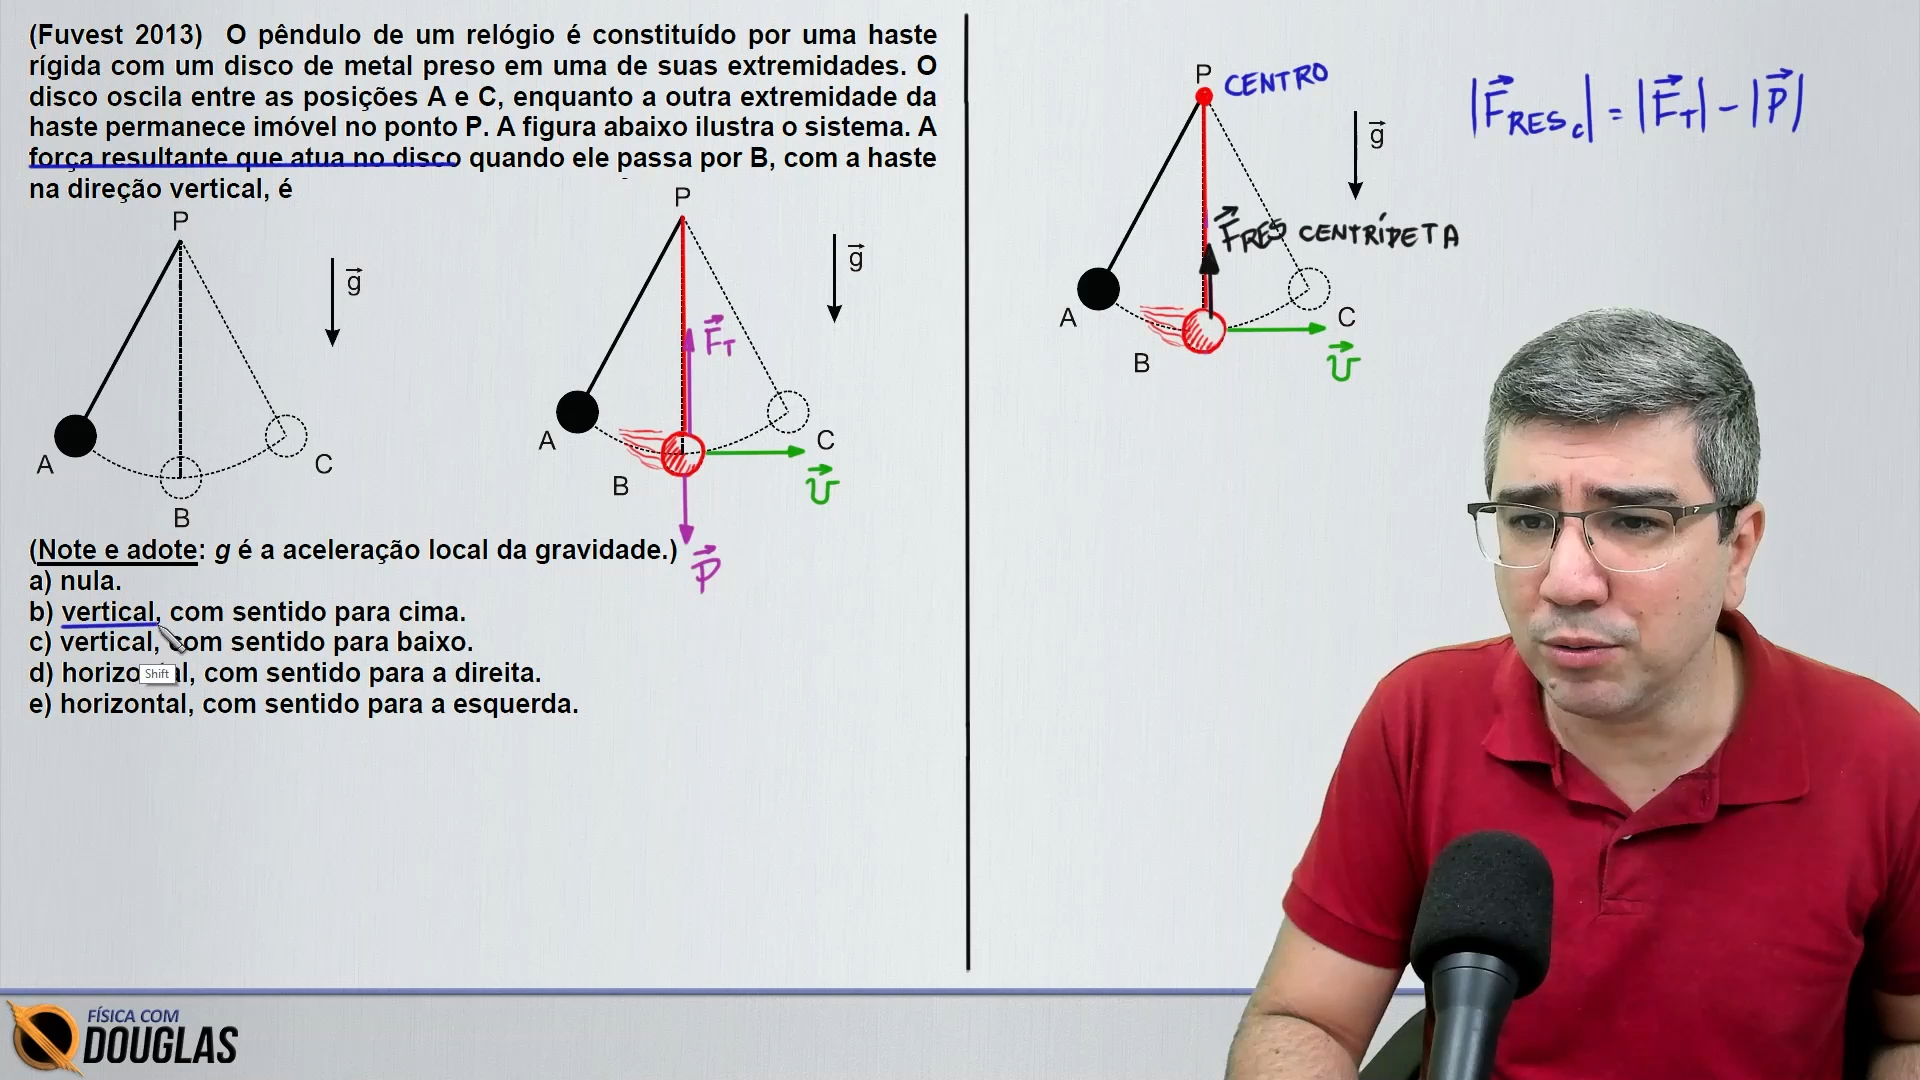 (Fuvest 2013) O pêndulo de um relógio é constituído por uma haste
rígida com um disco de metal preso em uma de suas extremidades. O
disco oscila entre as posições A e C, enquanto a outra extremidade da
haste permanece imóvel no ponto P. A figura abaixo ilustra o sistema. A
força resultante que atua no disco quando ele passa por B, com a haste
na direção vertical, é
P
g
A
C
B
P
g
F_T
A
C
B
v
P
(Note e adote: g é a aceleração local da gravidade.)
a) nula.
b) vertical, com sentido para cima.
c) vertical, com sentido para baixo.
d) horizontal, com sentido para a direita.
e) horizontal, com sentido para a esquerda.
Shift
P CENTRO
g
F RES CENTRÍPETA
A
C
B
v
|F RES c| = |F_T| - |P|
FÍSICA COM
DOUGLAS